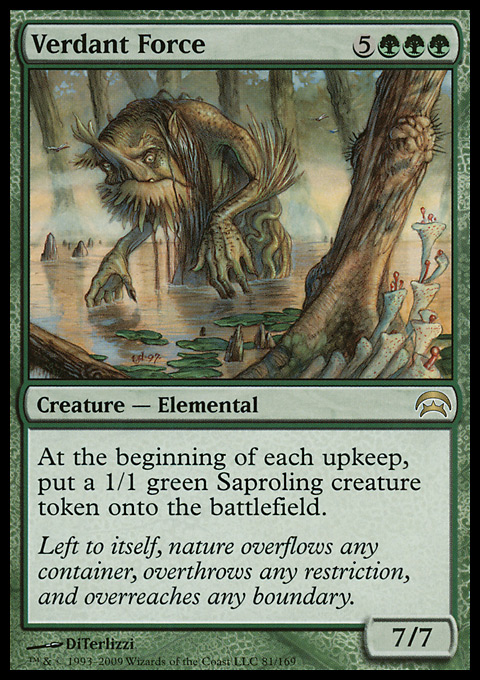 Verdant Force 5
Creature — Elemental
At the beginning of each upkeep,
put a 1/1 green Saproling creature
token onto the battlefield.
Left to itself, nature overflows any
container, overthrows any restriction,
and overreaches any boundary.
DiTerlizzi
7/7
1993–2009 Wizards of the Coast LLC 81/169